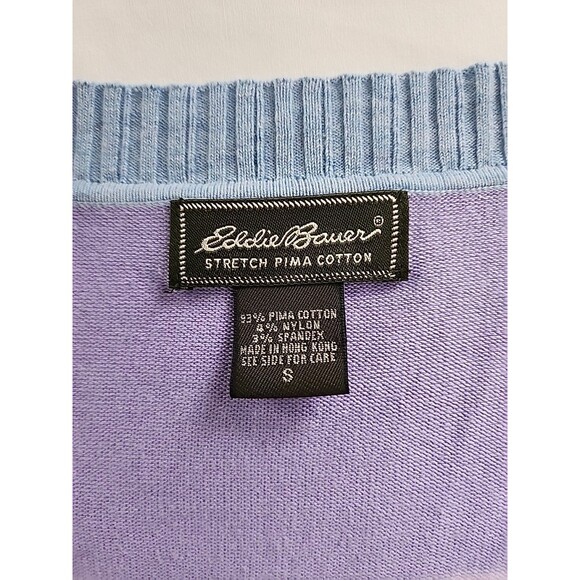 Eddie Bauer®
STRETCH PIMA COTTON
93% PIMA COTTON
4% NYLON
3% SPANDEX
MADE IN HONG KONG
SEE SIDE FOR CARE
S